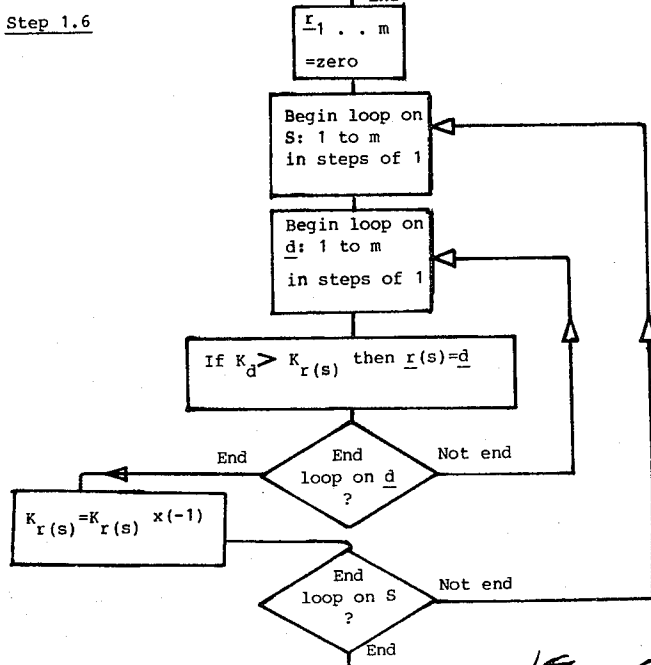 Step 1.6
End
r1 . . m
=zero
Begin loop on
S: 1 to m
in steps of 1
Begin loop on
d: 1 to m
in steps of 1
If Kd > Kr(s) then r(s)=d
End
loop on d
?
End
Not end
Kr(s)=Kr(s) x(-1)
End
loop on S
?
Not end
End